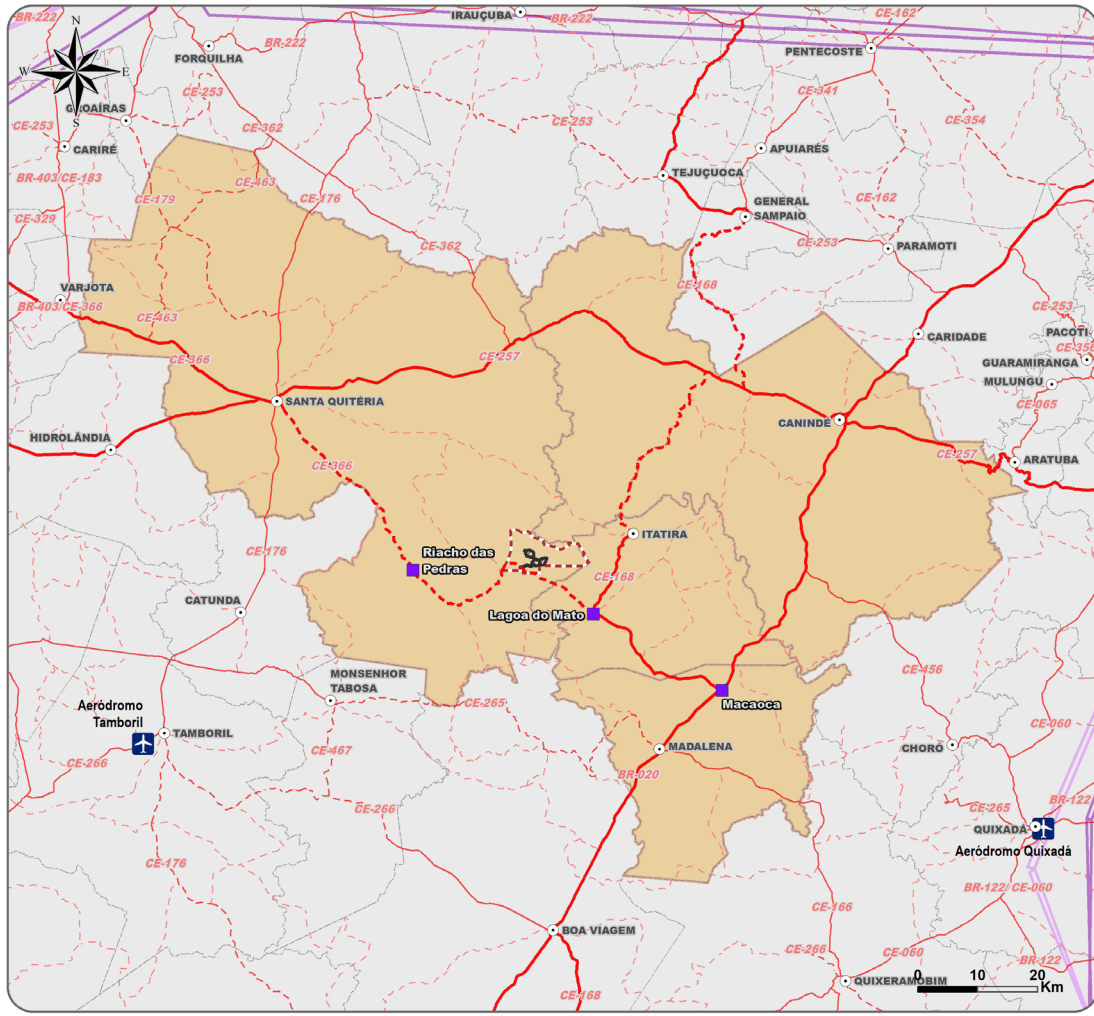 BR-222
IRAUÇUBA
BR-222
CE-162
N
FORQUILHA
BR-222
PENTECOSTE
W
E
CE-253
CE-341
GROAÍRAS
S
CE-253
CE-362
CE-253
CE-354
CARIRÉ
APUIARÉS
BR-403/CE-183
CE-463
TEJUÇUOCA
CE-179
CE-176
GENERAL
SAMPAIO
CE-162
CE-329
CE-362
CE-253
PARAMOTI
CE-168
VARJOTA
BR-403/CE-366
CE-463
CE-253
CARIDADE
PACOTI
CE-366
CE-257
GUARAMIRANGA
MULUNGU
SANTA QUITÉRIA
CE-065
CANINDÉ
HIDROLÂNDIA
CE-257
ARATUBA
CE-366
ITATIRA
CE-176
Riacho das
Pedras
CE-168
CATUNDA
Lagoa do Mato
CE-456
MONSENHOR
TABOSA
CE-265
Macaoca
Aeródromo
Tamboril
TAMBORIL
CE-467
CE-060
CHORÓ
MADALENA
CE-266
BR-020
CE-265
BR-122
CE-266
QUIXADÁ
Aeródromo Quixadá
CE-176
BR-122/CE-060
CE-166
BOA VIAGEM
CE-266
CE-060
BR-122
QUIXERAMOBIM
0 10 20
Km
CE-168